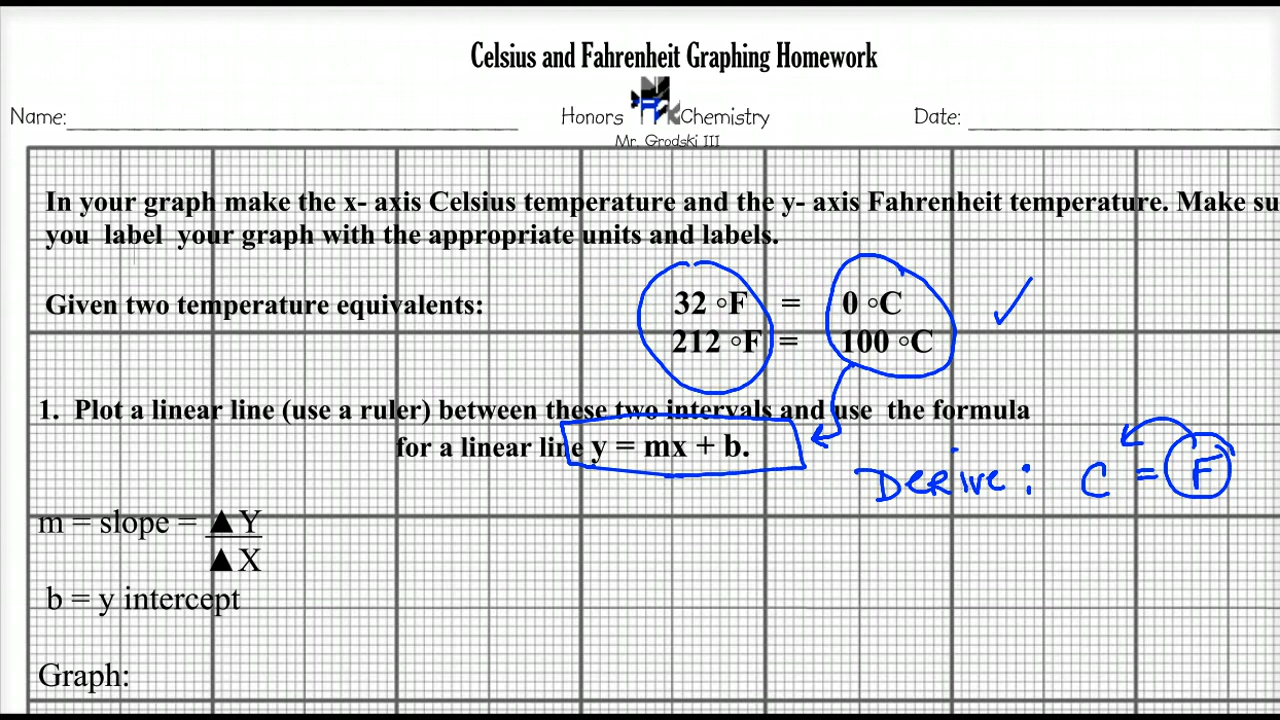 Celsius and Fahrenheit Graphing Homework
Name: Honors Chemistry Date:
Mr. Grodski III
In your graph make the x- axis Celsius temperature and the y- axis Fahrenheit temperature. Make su
you label your graph with the appropriate units and labels.
Given two temperature equivalents: 32 ◦F = 0 ◦C
212 ◦F = 100 ◦C
1. Plot a linear line (use a ruler) between these two intervals and use the formula
for a linear line y = mx + b.
DERIVE: C = F
m = slope = ▲Y
▲X
b = y intercept
Graph: